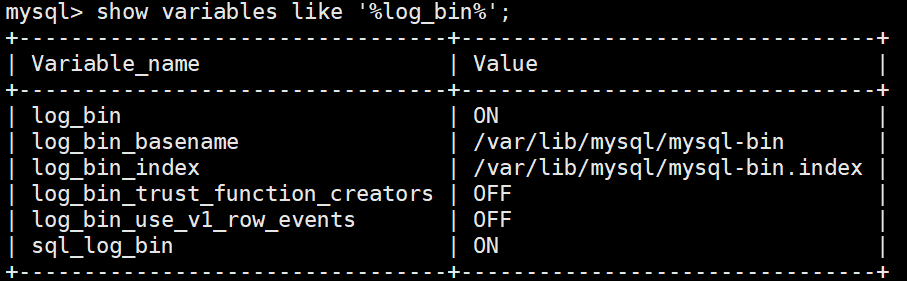 mysql> show variables like '%log_bin%';
+---------------------------------+--------------------------------+
| Variable_name                   | Value                          |
+---------------------------------+--------------------------------+
| log_bin                         | ON                             |
| log_bin_basename                | /var/lib/mysql/mysql-bin       |
| log_bin_index                   | /var/lib/mysql/mysql-bin.index |
| log_bin_trust_function_creators | OFF                            |
| log_bin_use_v1_row_events       | OFF                            |
| sql_log_bin                     | ON                             |
+---------------------------------+--------------------------------+